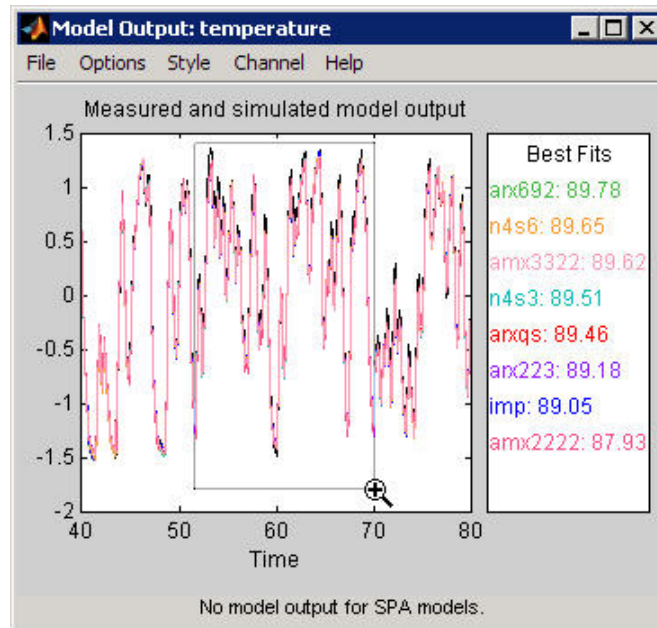 Model Output: temperature
File Options Style Channel Help
Measured and simulated model output
1.5
1
0.5
0
-0.5
-1
-1.5
-2
40 50 60 70 80
Time
Best Fits
arx692: 89.78
n4s6: 89.65
amx3322: 89.62
n4s3: 89.51
arxqs: 89.46
arx223: 89.18
imp: 89.05
amx2222: 87.93
No model output for SPA models.